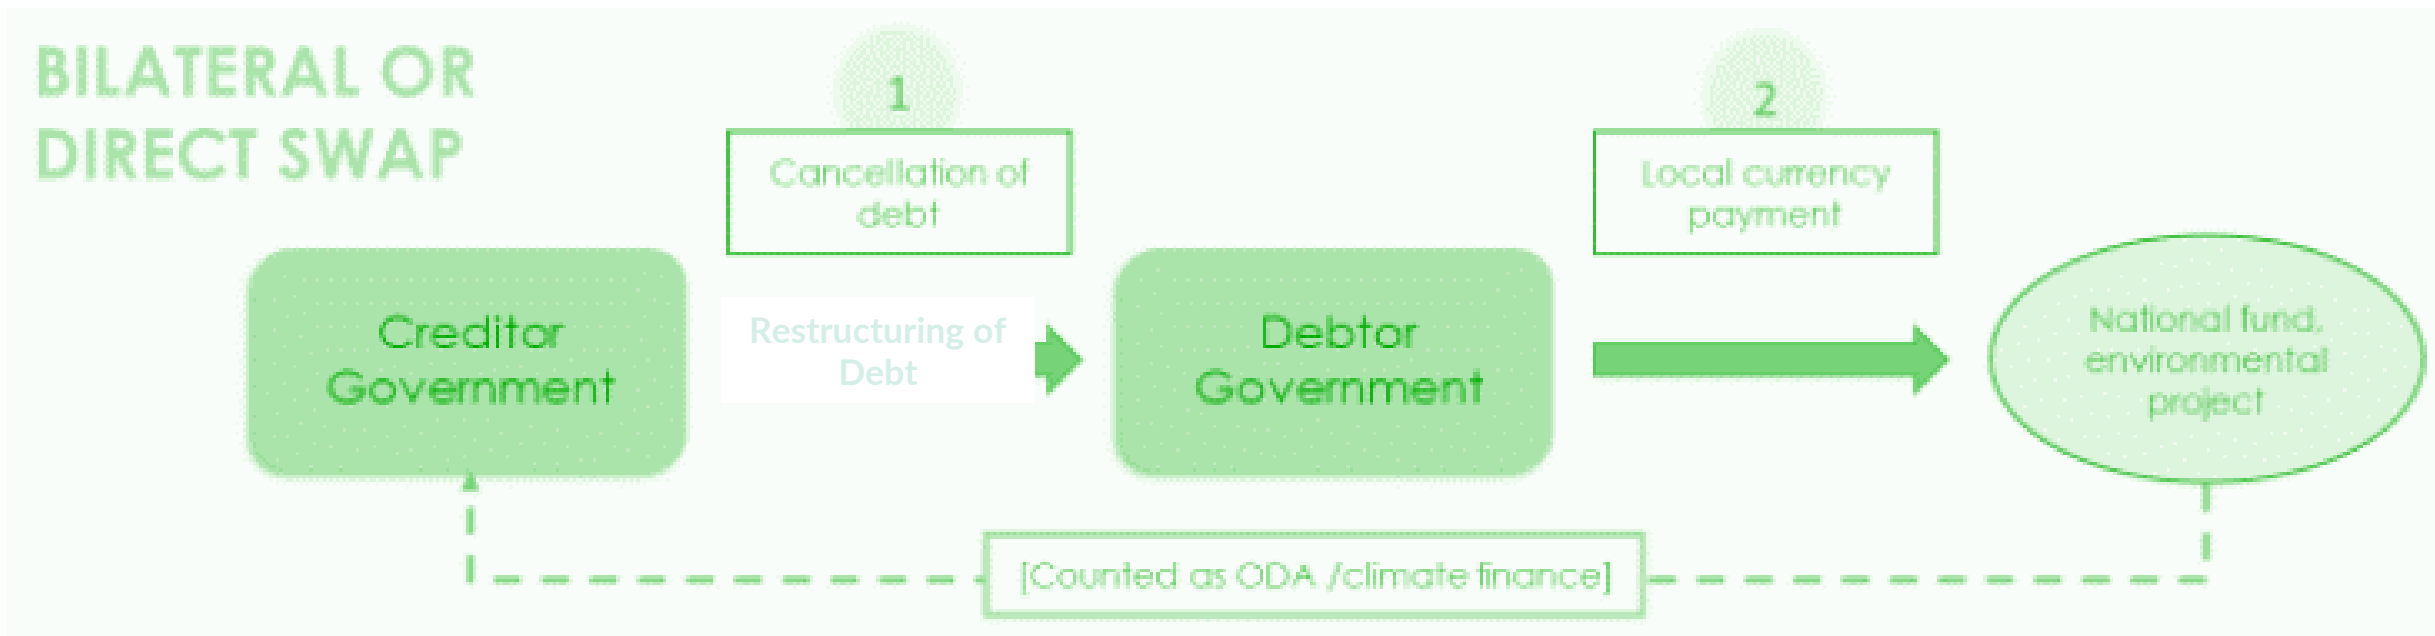 BILATERAL OR
DIRECT SWAP
1
Cancellation of
debt
2
Local currency
payment
Creditor
Government
Restructuring of
Debt
Debtor
Government
National fund,
environmental
project
[Counted as ODA /climate finance]